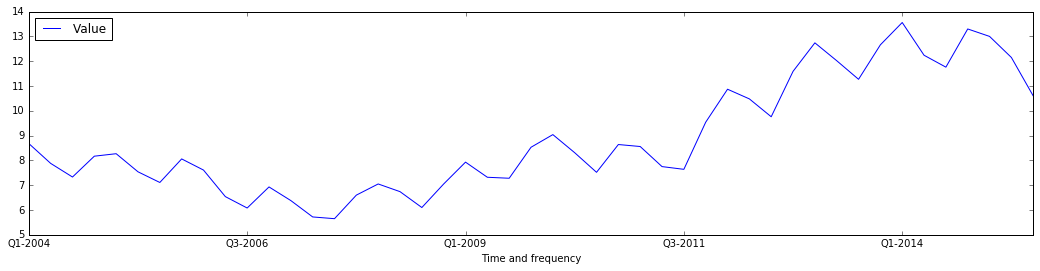 14
13
12
11
10
9
8
7
6
5
Value
Q1-2004
Q3-2006
Q1-2009
Q3-2011
Q1-2014
Time and frequency